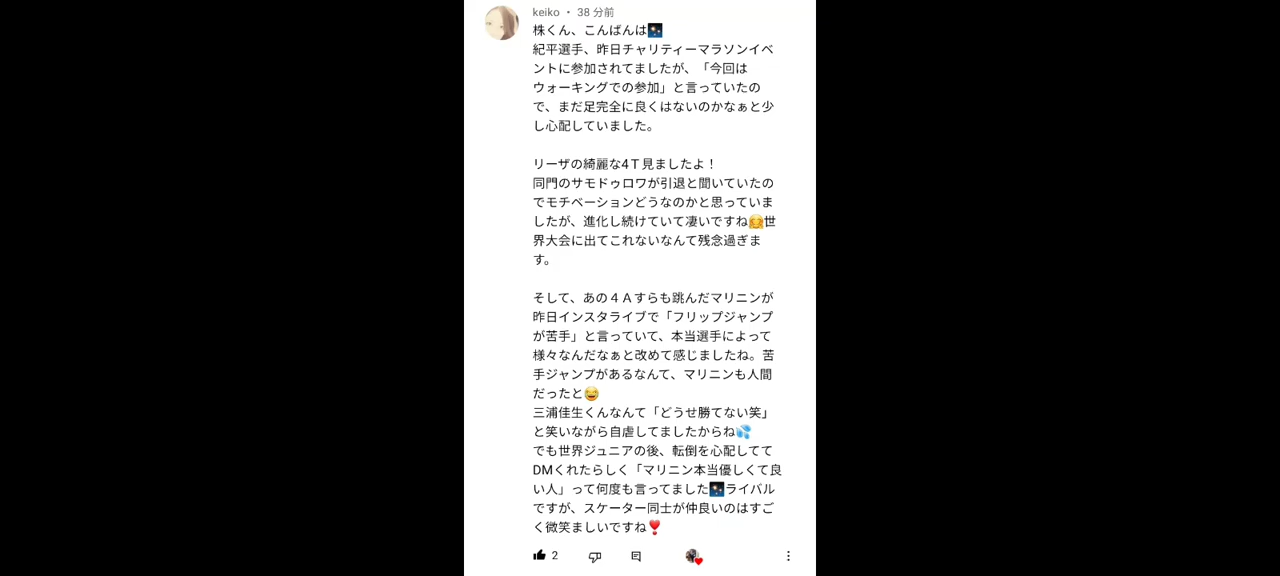 keiko • 38 分前
株くん、こんばんは🌃
紀平選手、昨日チャリティーマラソンイベ
ントに参加されてましたが、「今回は
ウォーキングでの参加」と言っていたの
で、まだ足完全に良くはないのかなぁと少
し心配していました。
リーザの綺麗な4Ｔ見ましたよ！
同門のサモドゥロワが引退と聞いていたの
でモチベーションどうなのかと思っていま
したが、進化し続けていて凄いですね🤗世
界大会に出てこれないなんて残念過ぎま
す。
そして、あの４Ａすらも跳んだマリニンが
昨日インスタライブで「フリップジャンプ
が苦手」と言っていて、本当選手によって
様々なんだなぁと改めて感じましたね。苦
手ジャンプがあるなんて、マリニンも人間
だったと😆
三浦佳生くんなんて「どうせ勝てない笑」
と笑いながら自虐してましたからね💦
でも世界ジュニアの後、転倒を心配してて
DMくれたらしく「マリニン本当優しくて良
い人」って何度も言ってました🌃ライバル
ですが、スケーター同士が仲良いのはすご
く微笑ましいですね❣️
2